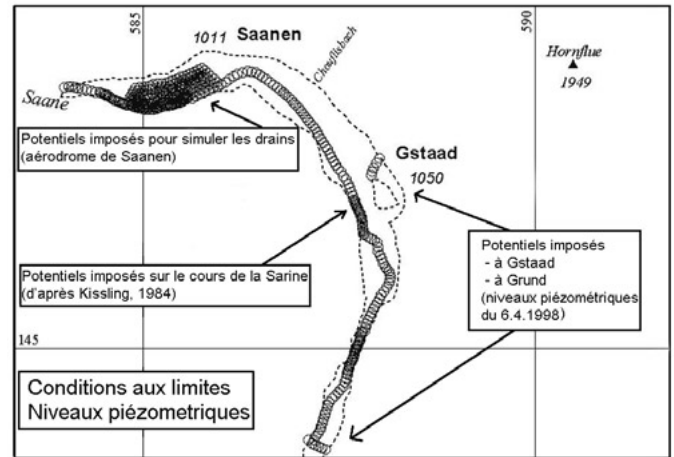 585
590
1011 Saanen
Chouflisbach
Hornflue
1949
Saane
Potentiels imposés pour simuler les drains
(aérodrome de Saanen)
Gstaad
1050
Potentiels imposés sur le cours de la Sarine
(d'après Kissling, 1984)
Potentiels imposés
- à Gstaad
- à Grund
(niveaux piézométriques
du 6.4.1998)
145
Conditions aux limites
Niveaux piézometriques